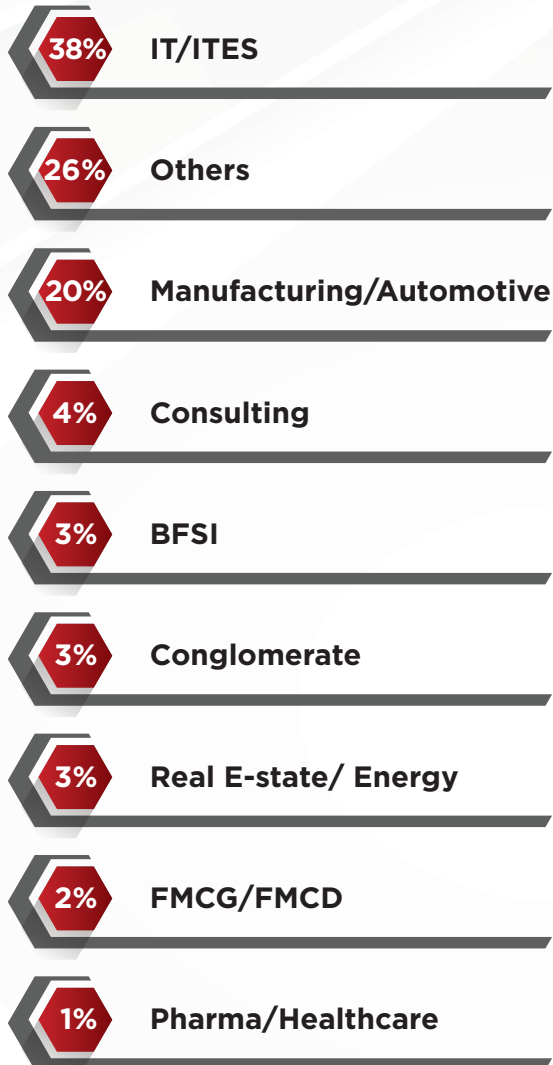 38% IT/ITES
26% Others
20% Manufacturing/Automotive
4% Consulting
3% BFSI
3% Conglomerate
3% Real E-state/ Energy
2% FMCG/FMCD
1% Pharma/Healthcare